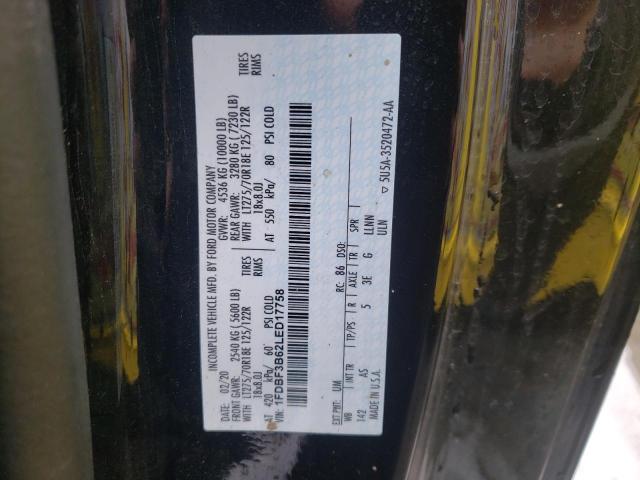 INCOMPLETE VEHICLE MFD. BY FORD MOTOR COMPANY
DATE: 02/20 GVWR: 4536 KG (10000 LB)
FRONT GAWR: 2540 KG (5600 LB) REAR GAWR: 3280 KG (7230 LB)
WITH LT275/70R18E 125/122R TIRES WITH LT275/70R18E 125/122R TIRES
18x8.0J RIMS 18x8.0J RIMS
AT 420 kPa/ 60 PSI COLD AT 550 kPa/ 80 PSI COLD
VIN: 1FDBF3B62LED17758
EXT PNT: UM RC: 86 DSO:
WB INT TR TP/PS R AXLE TR SPR
142 AS 5 3E G LLNN
MADE IN U.S.A. ULN
▽ 5U5A-3520472-AA